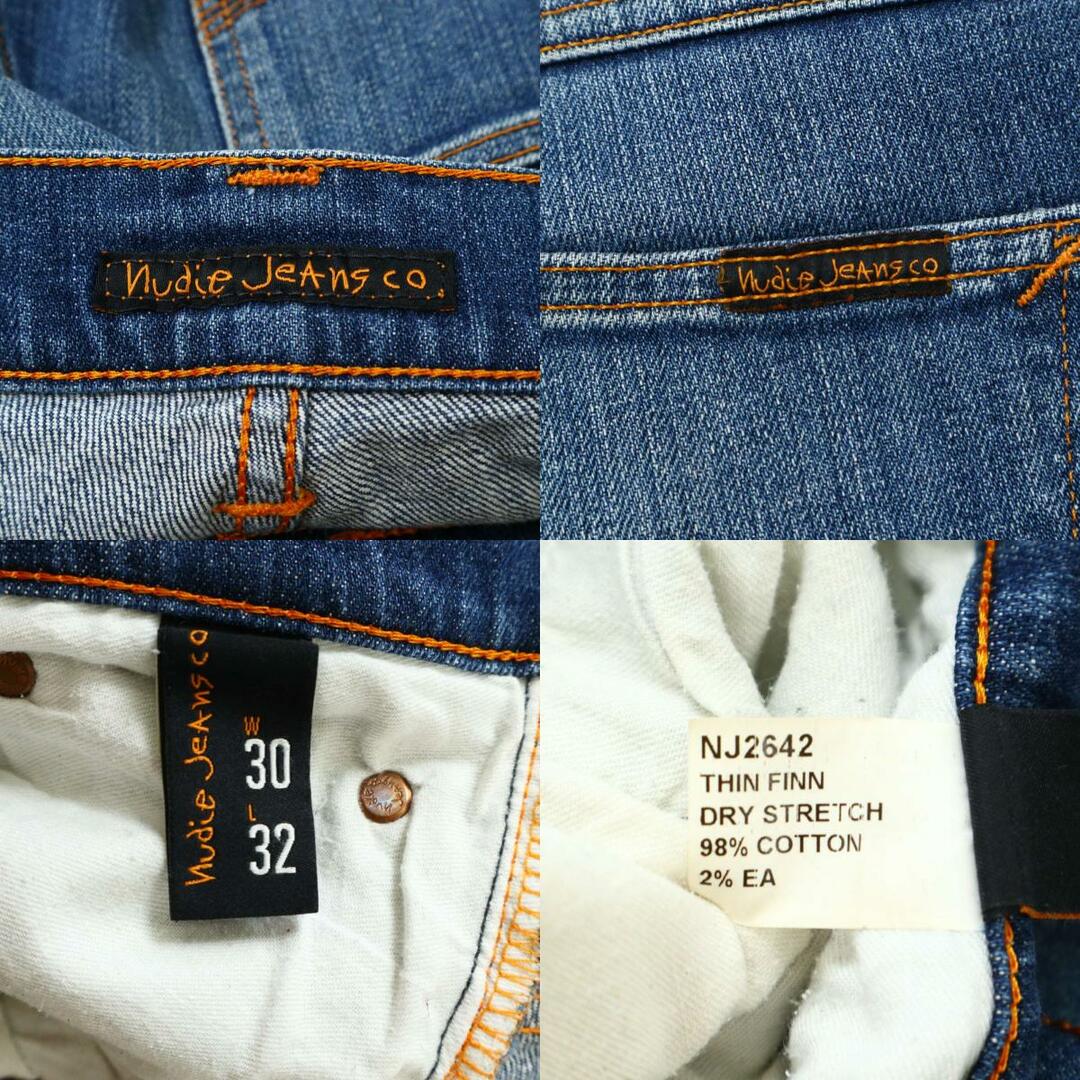 Nudie Jeans co
Nudie Jeans co
Nudie Jeans co
W
30
L
32
NJ2642
THIN FINN
DRY STRETCH
98% COTTON
2% EA